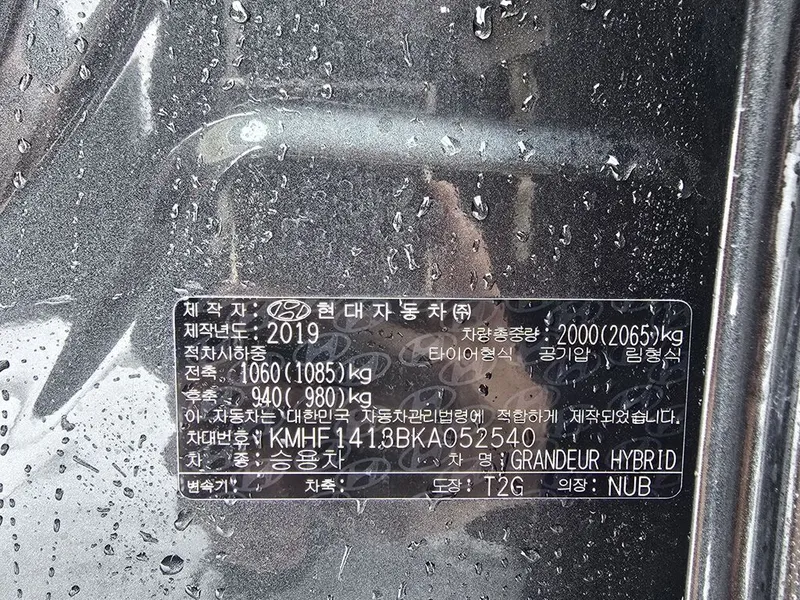 제 작 자 : 현대자동차㈜
제작년도 : 2019 차량총중량 : 2000(2065)kg
적차시하중 타이어형식 공기압 림형식
전축 : 1060(1085)kg
후축 : 940( 980)kg
이 자동차는 대한민국 자동차관리법령에 적합하게 제작되었습니다.
차대번호 : KMHF1413BKA052540
차 종 : 승용차 차 명 : GRANDEUR HYBRID
변속기 : 차축 : 도장 : T2G 의장 : NUB